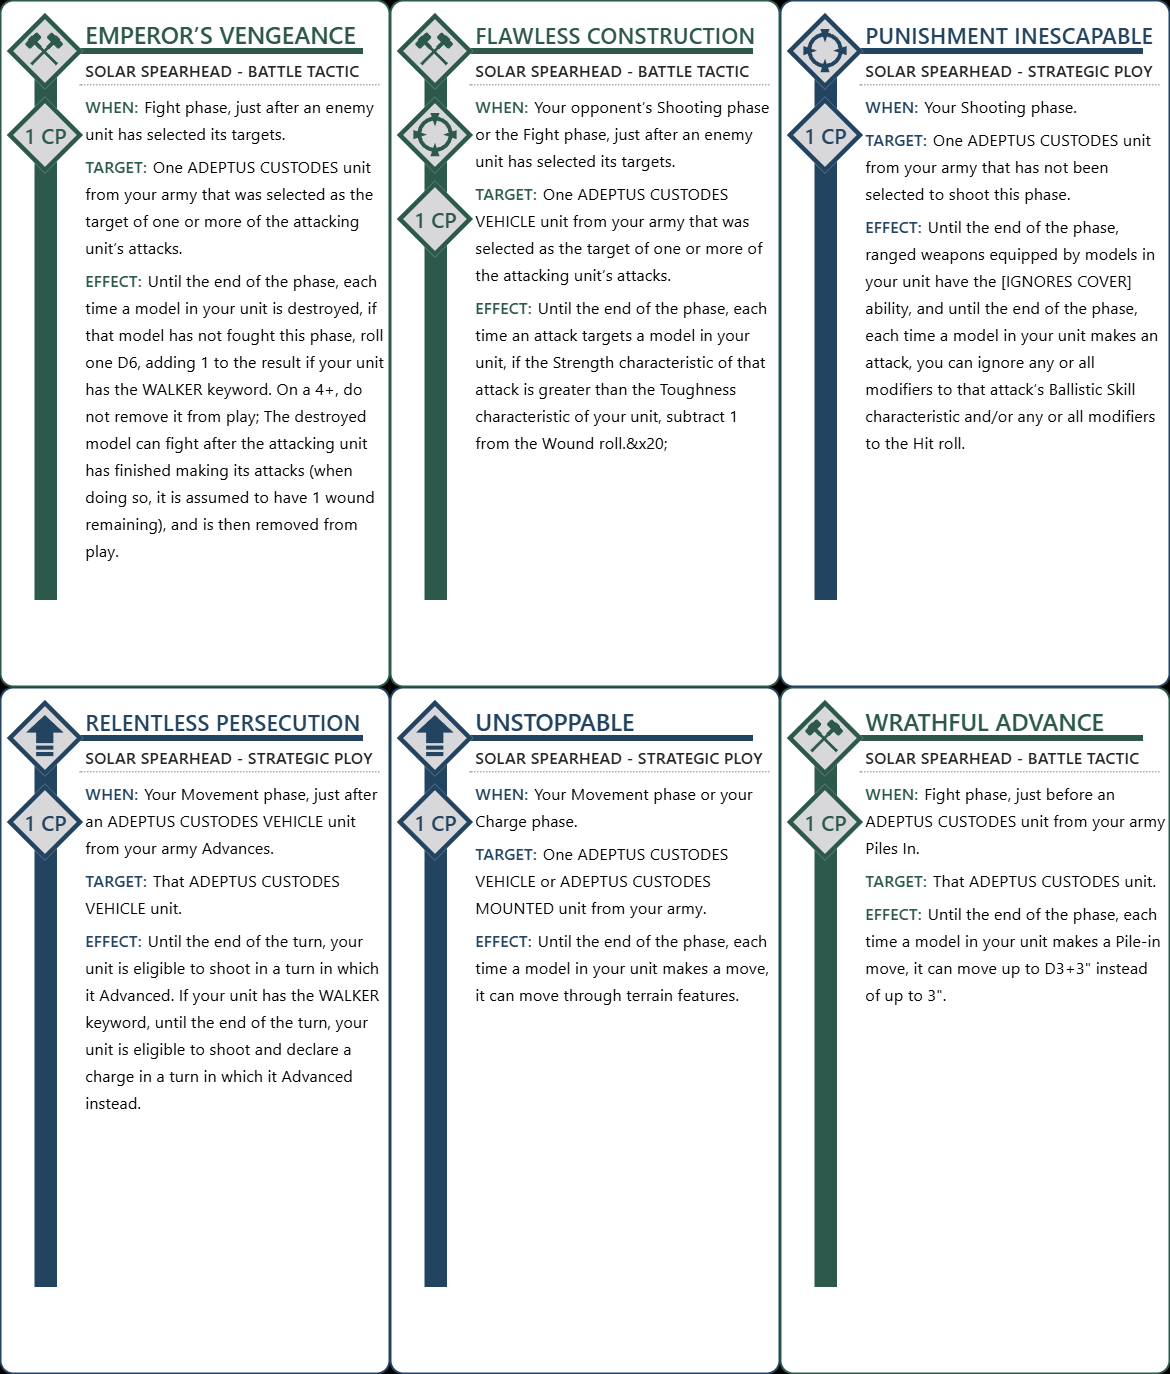 EMPEROR’S VENGEANCE
SOLAR SPEARHEAD - BATTLE TACTIC
1 CP
WHEN: Fight phase, just after an enemy
unit has selected its targets.
TARGET: One ADEPTUS CUSTODES unit
from your army that was selected as the
target of one or more of the attacking
unit’s attacks.
EFFECT: Until the end of the phase, each
time a model in your unit is destroyed, if
that model has not fought this phase, roll
one D6, adding 1 to the result if your unit
has the WALKER keyword. On a 4+, do
not remove it from play; The destroyed
model can fight after the attacking unit
has finished making its attacks (when
doing so, it is assumed to have 1 wound
remaining), and is then removed from
play.
FLAWLESS CONSTRUCTION
SOLAR SPEARHEAD - BATTLE TACTIC
1 CP
WHEN: Your opponent’s Shooting phase
or the Fight phase, just after an enemy
unit has selected its targets.
TARGET: One ADEPTUS CUSTODES
VEHICLE unit from your army that was
selected as the target of one or more of
the attacking unit’s attacks.
EFFECT: Until the end of the phase, each
time an attack targets a model in your
unit, if the Strength characteristic of that
attack is greater than the Toughness
characteristic of your unit, subtract 1
from the Wound roll.&x20;
PUNISHMENT INESCAPABLE
SOLAR SPEARHEAD - STRATEGIC PLOY
1 CP
WHEN: Your Shooting phase.
TARGET: One ADEPTUS CUSTODES unit
from your army that has not been
selected to shoot this phase.
EFFECT: Until the end of the phase,
ranged weapons equipped by models in
your unit have the [IGNORES COVER]
ability, and until the end of the phase,
each time a model in your unit makes an
attack, you can ignore any or all
modifiers to that attack’s Ballistic Skill
characteristic and/or any or all modifiers
to the Hit roll.
RELENTLESS PERSECUTION
SOLAR SPEARHEAD - STRATEGIC PLOY
1 CP
WHEN: Your Movement phase, just after
an ADEPTUS CUSTODES VEHICLE unit
from your army Advances.
TARGET: That ADEPTUS CUSTODES
VEHICLE unit.
EFFECT: Until the end of the turn, your
unit is eligible to shoot in a turn in which
it Advanced. If your unit has the WALKER
keyword, until the end of the turn, your
unit is eligible to shoot and declare a
charge in a turn in which it Advanced
instead.
UNSTOPPABLE
SOLAR SPEARHEAD - STRATEGIC PLOY
1 CP
WHEN: Your Movement phase or your
Charge phase.
TARGET: One ADEPTUS CUSTODES
VEHICLE or ADEPTUS CUSTODES
MOUNTED unit from your army.
EFFECT: Until the end of the phase, each
time a model in your unit makes a move,
it can move through terrain features.
WRATHFUL ADVANCE
SOLAR SPEARHEAD - BATTLE TACTIC
1 CP
WHEN: Fight phase, just before an
ADEPTUS CUSTODES unit from your army
Piles In.
TARGET: That ADEPTUS CUSTODES unit.
EFFECT: Until the end of the phase, each
time a model in your unit makes a Pile-in
move, it can move up to D3+3" instead
of up to 3".